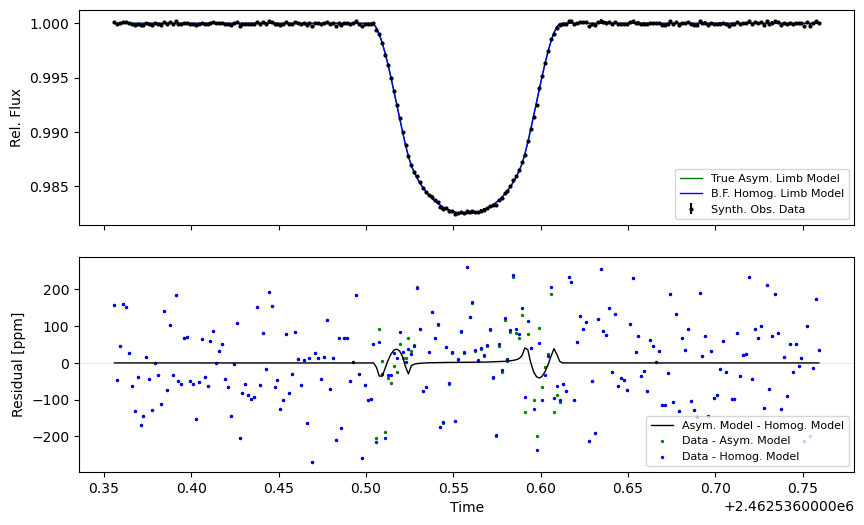 1.000
0.995
0.990
0.985
Rel. Flux
True Asym. Limb Model
B.F. Homog. Limb Model
Synth. Obs. Data
200
100
0
−100
−200
Residual [ppm]
Asym. Model - Homog. Model
Data - Asym. Model
Data - Homog. Model
0.35 0.40 0.45 0.50 0.55 0.60 0.65 0.70 0.75
Time
+2.4625360000e6